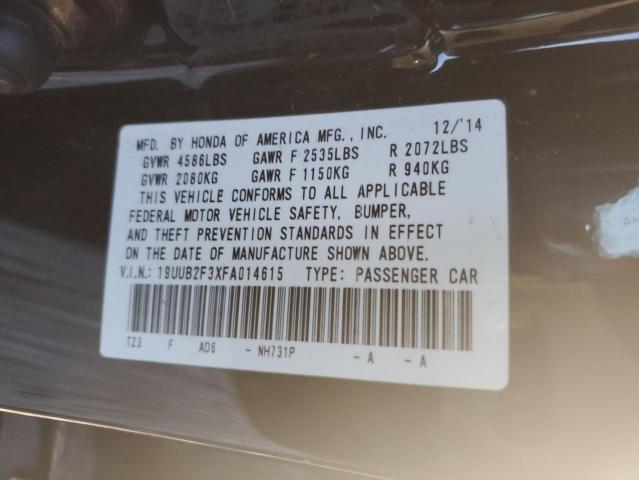 MFD. BY HONDA OF AMERICA MFG., INC. 12/'14
GVWR 4586LBS GAWR F 2535LBS R 2072LBS
GVWR 2080KG GAWR F 1150KG R 940KG
THIS VEHICLE CONFORMS TO ALL APPLICABLE
FEDERAL MOTOR VEHICLE SAFETY, BUMPER,
AND THEFT PREVENTION STANDARDS IN EFFECT
ON THE DATE OF MANUFACTURE SHOWN ABOVE.
V.I.N.: 19UUB2F3XFA014615 TYPE: PASSENGER CAR
TZ3 F AD6 - NH731P - A - A